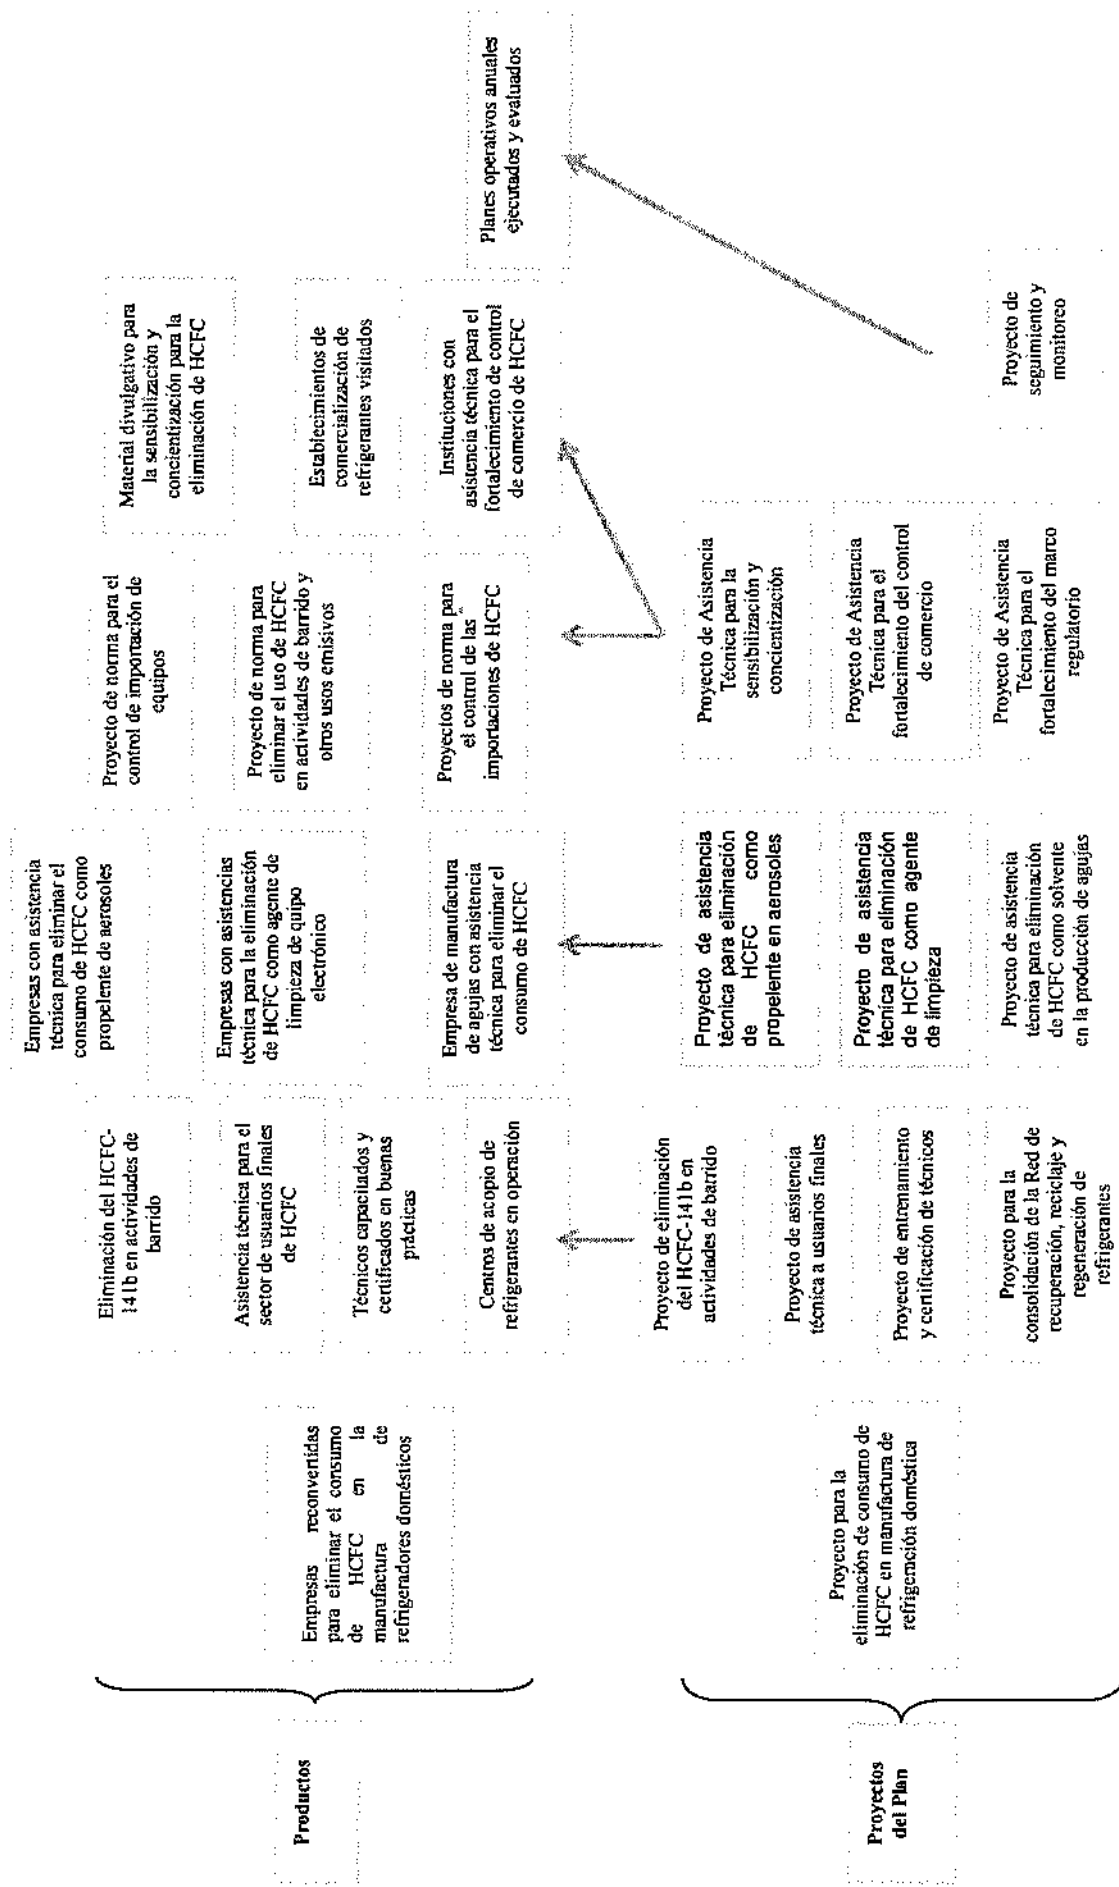 Productos
Empresas reconvertidas
para eliminar el consumo
de HCFC en la
manufactura de
refrigeradores domésticos
Eliminación del HCFC-
141b en actividades de
barrido
Asistencia técnica para el
sector de usuarios finales
de HCFC
Técnicos capacitados y
certificados en buenas
prácticas
Centros de acopio de
refrigerantes en operación
Empresas con asistencia
técnica para eliminar el
consumo de HCFC como
propelente de aerosoles
Empresas con asistencias
técnica para la eliminación
de HCFC como agente de
limpieza de quipo
electrónico
Empresa de manufactura
de agujas con asistencia
técnica para eliminar el
consumo de HCFC
Proyecto de norma para el
control de importación de
equipos
Proyecto de norma para
eliminar el uso de HCFC
en actividades de barrido y
otros usos emisivos
Proyectos de norma para
el control de las
importaciones de HCFC
Material divulgativo para
la sensibilización y
concientización para la
eliminación de HCFC
Establecimientos de
comercialización de
refrigerantes visitados
Instituciones con
asistencia técnica para el
fortalecimiento de control
de comercio de HCFC
Planes operativos anuales
ejecutados y evaluados
Proyectos
del Plan
Proyecto para la
eliminación de consumo de
HCFC en manufactura de
refrigeración doméstica
Proyecto de eliminación
del HCFC-141b en
actividades de barrido
Proyecto de asistencia
técnica a usuarios finales
Proyecto de entrenamiento
y certificación de técnicos
Proyecto para la
consolidación de la Red de
recuperación, reciclaje y
regeneración de
refrigerantes
Proyecto de asistencia
técnica para eliminación
de HCFC como
propelente en aerosoles
Proyecto de asistencia
técnica para eliminación
de HCFC como agente
de limpieza
Proyecto de asistencia
técnica para eliminación
de HCFC como solvente
en la producción de agujas
Proyecto de Asistencia
Técnica para la
sensibilización y
concientización
Proyecto de Asistencia
Técnica para el
fortalecimiento del control
de comercio
Proyecto de Asistencia
Técnica para el
fortalecimiento del marco
regulatorio
Proyecto de
seguimiento y
monitoreo